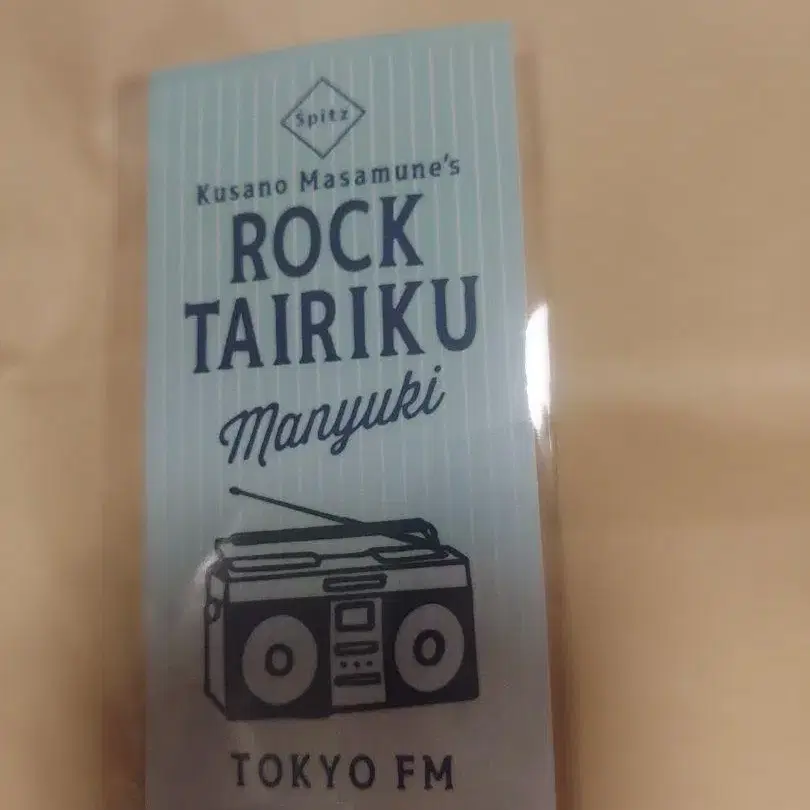 Spitz
Kusano Masamune's
ROCK
TAIRIKU
Manyuki
TOKYO FM